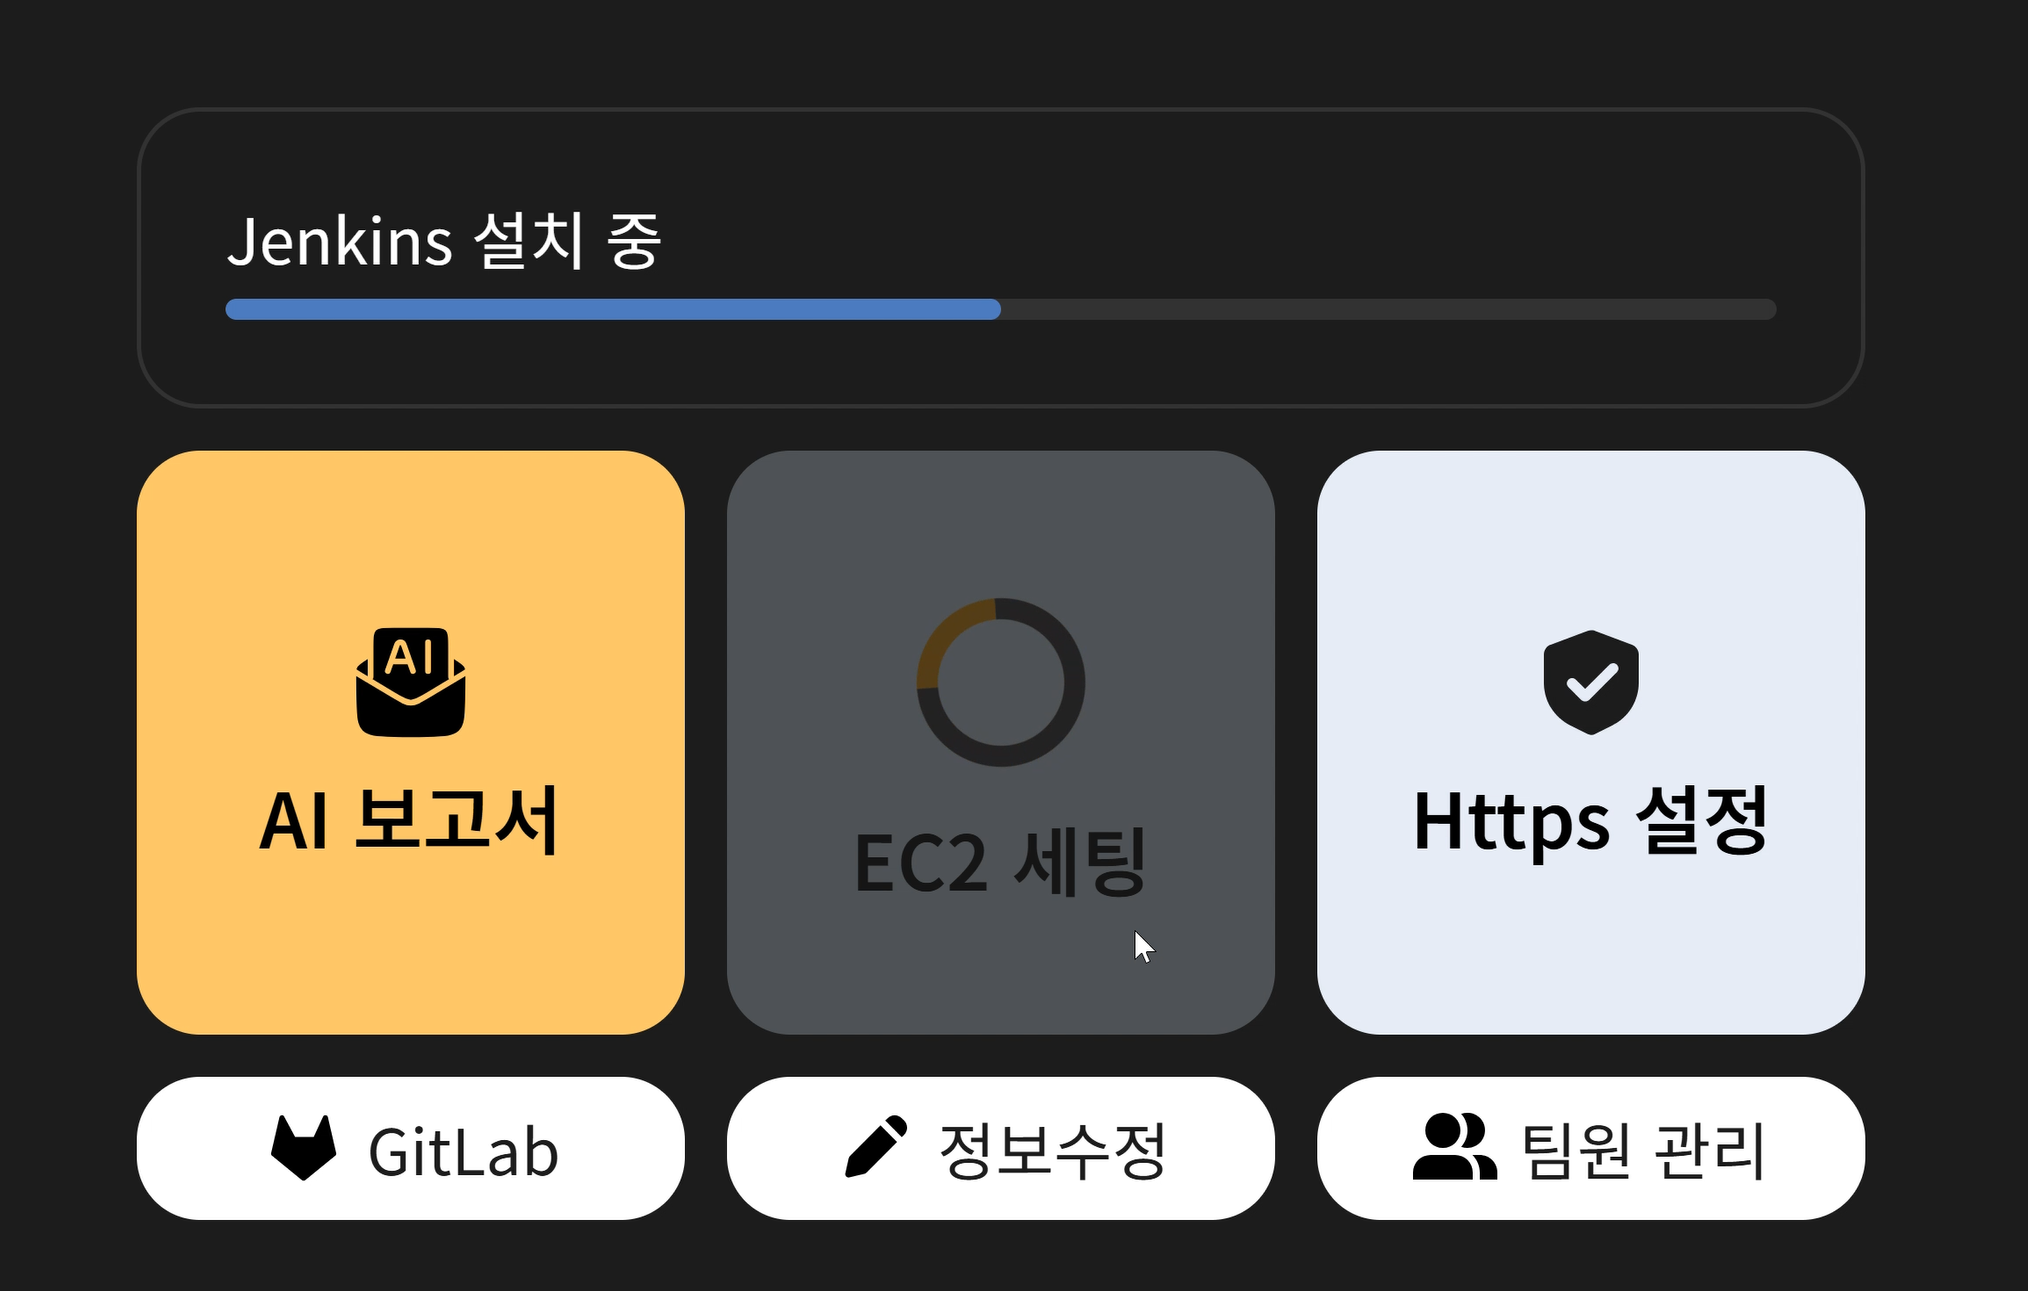 Jenkins 설치 중
AI
AI 보고서
EC2 세팅
Https 설정
GitLab
정보수정
팀원 관리